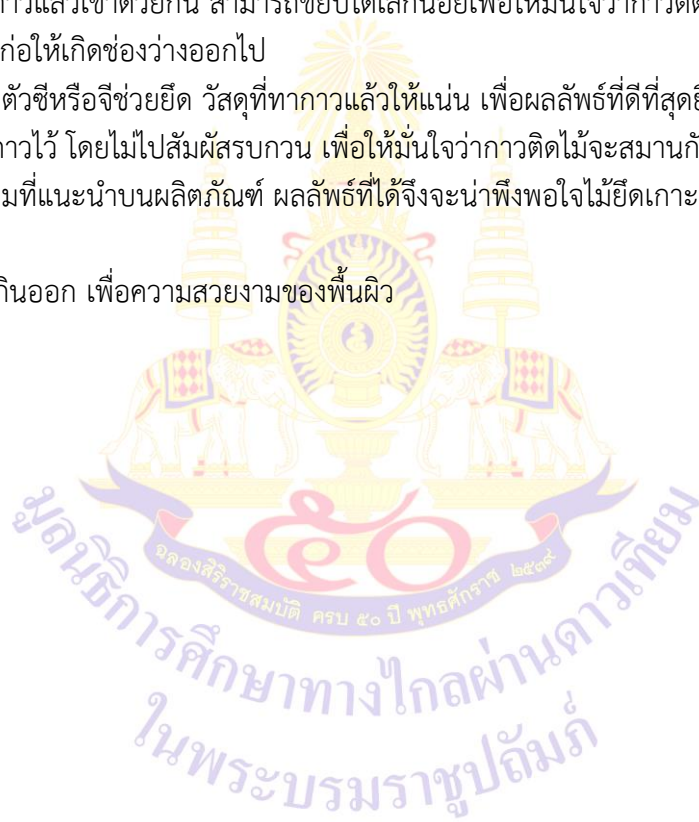 กาวแล้วเข้าด้วยกัน สามารถขยับได้เล็กน้อยเพื่อให้มั่นใจว่ากาวติด
ก่อให้เกิดช่องว่างออกไป
ตัวซีหรือจีช่วยยึด วัสดุที่ทากาวแล้วให้แน่น เพื่อผลลัพธ์ที่ดีที่สุด
กาวไว้ โดยไม่ไปสัมผัสรบกวน เพื่อให้มั่นใจว่ากาวติดไม้จะสมาน
มที่แนะนำบนผลิตภัณฑ์ ผลลัพธ์ที่ได้จึงจะน่าพึงพอใจไม้ยึดเกาะ
กินออก เพื่อความสวยงามของพื้นผิว
๕๐
ฉลองสิริราชสมบัติ ครบ ๕๐ ปี พุทธศักราช ๒๕๓๙
มูลนิธิการศึกษาทางไกลผ่านดาวเทียม
ในพระบรมราชูปถัมภ์